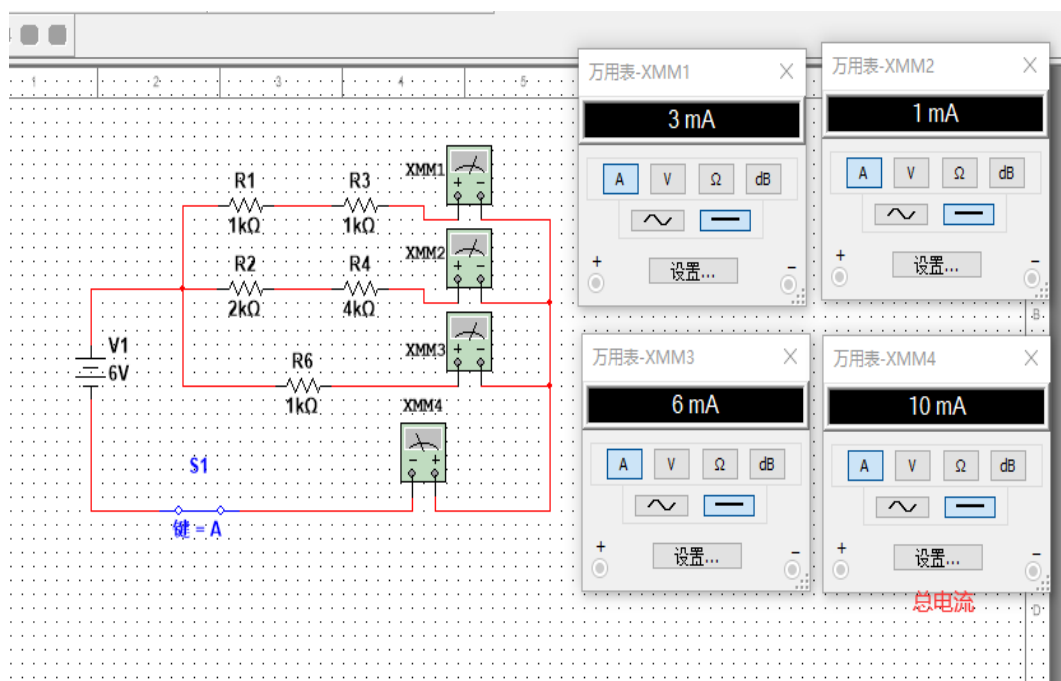 1 2 3 4 5
万用表-XMM1
3 mA
A V Ω dB
+ 设置... −
万用表-XMM2
1 mA
A V Ω dB
+ 设置... −
XMM1
+ −
R1 R3
1kΩ 1kΩ
XMM2
+ −
R2 R4
2kΩ 4kΩ
XMM3
+ −
V1
6V
R6
1kΩ
XMM4
− +
S1
键 = A
B
万用表-XMM3
6 mA
A V Ω dB
+ 设置... −
万用表-XMM4
10 mA
A V Ω dB
+ 设置... −
总电流
D